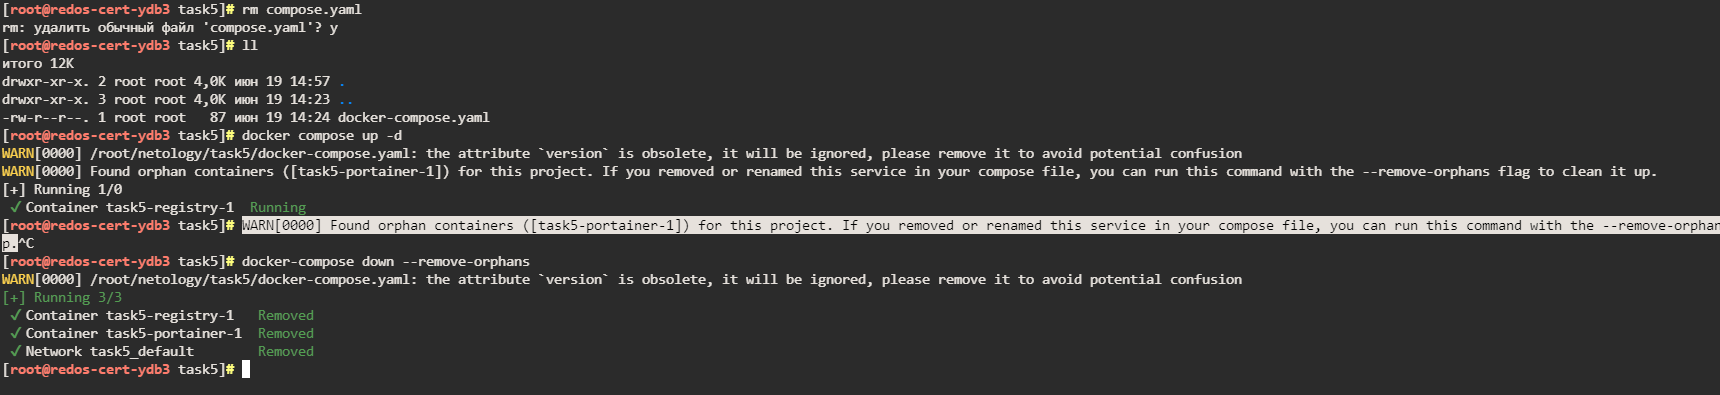 [root@redos-cert-ydb3 task5]# rm compose.yaml
rm: удалить обычный файл 'compose.yaml'? y
[root@redos-cert-ydb3 task5]# ll
итого 12K
drwxr-xr-x. 2 root root 4,0K июн 19 14:57 .
drwxr-xr-x. 3 root root 4,0K июн 19 14:23 ..
-rw-r--r--. 1 root root   87 июн 19 14:24 docker-compose.yaml
[root@redos-cert-ydb3 task5]# docker compose up -d
WARN[0000] /root/netology/task5/docker-compose.yaml: the attribute `version` is obsolete, it will be ignored, please remove it to avoid potential confusion
WARN[0000] Found orphan containers ([task5-portainer-1]) for this project. If you removed or renamed this service in your compose file, you can run this command with the --remove-orphans flag to clean it up.
[+] Running 1/0
✓ Container task5-registry-1  Running
[root@redos-cert-ydb3 task5]# WARN[0000] Found orphan containers ([task5-portainer-1]) for this project. If you removed or renamed this service in your compose file, you can run this command with the --remove-orphan
p.^C
[root@redos-cert-ydb3 task5]# docker-compose down --remove-orphans
WARN[0000] /root/netology/task5/docker-compose.yaml: the attribute `version` is obsolete, it will be ignored, please remove it to avoid potential confusion
[+] Running 3/3
✓ Container task5-registry-1   Removed
✓ Container task5-portainer-1  Removed
✓ Network task5_default        Removed
[root@redos-cert-ydb3 task5]#